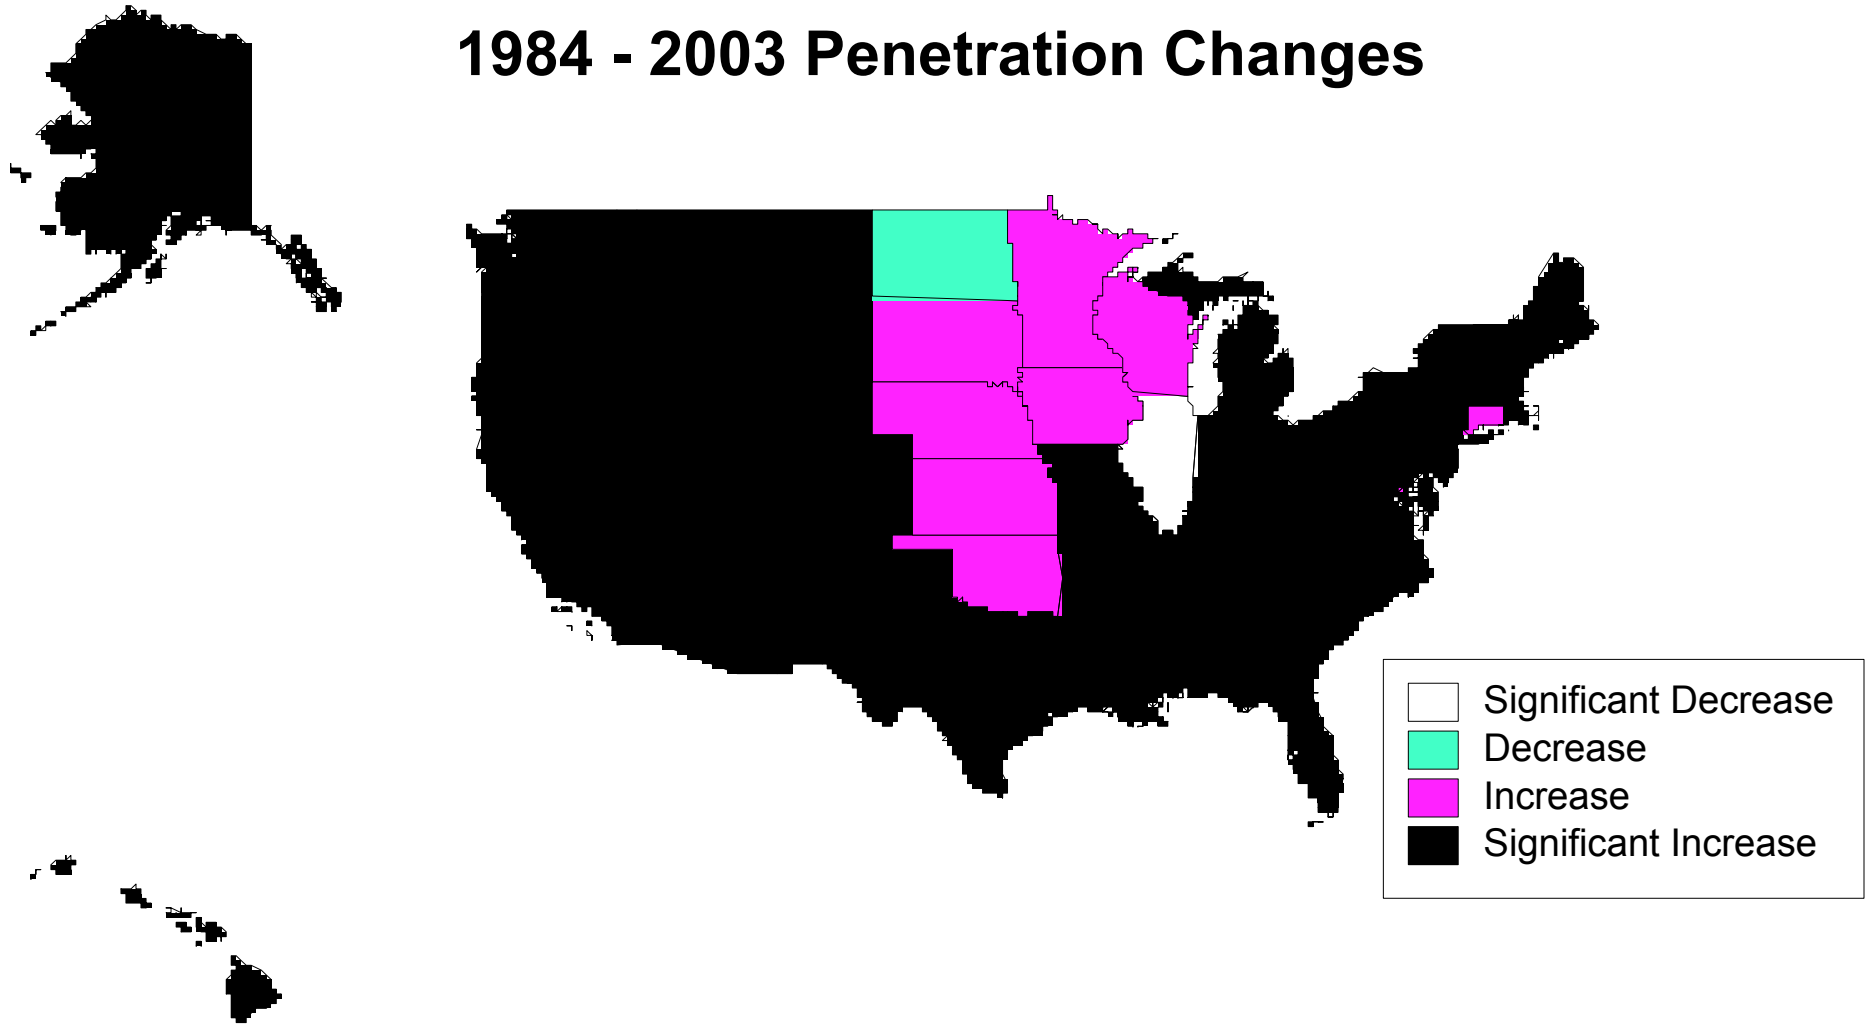 1984 - 2003 Penetration Changes
Significant Decrease
Decrease
Increase
Significant Increase